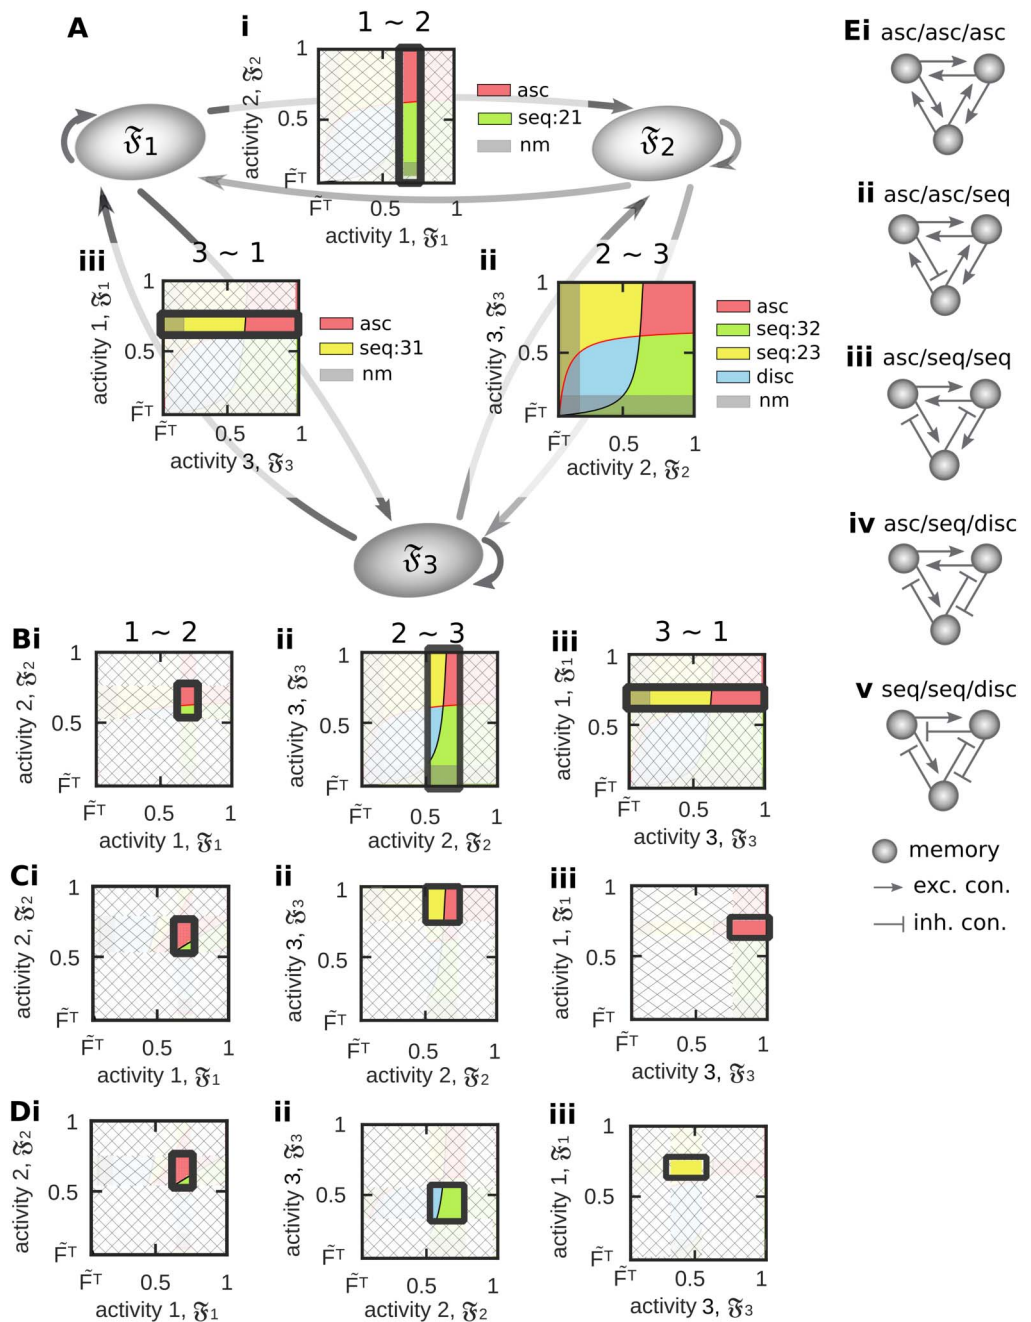 A
i
1 ~ 2
1
0.5
F̃ᵀ
activity 2, 𝔉₂
F̃ᵀ
0.5
1
activity 1, 𝔉₁
asc
seq:21
nm
𝔉₁
𝔉₂
iii
3 ~ 1
1
0.5
F̃ᵀ
activity 1, 𝔉₁
F̃ᵀ
0.5
1
activity 3, 𝔉₃
asc
seq:31
nm
ii
2 ~ 3
1
0.5
F̃ᵀ
activity 3, 𝔉₃
F̃ᵀ
0.5
1
activity 2, 𝔉₂
asc
seq:32
seq:23
disc
nm
𝔉₃
Bi
1 ~ 2
1
0.5
F̃ᵀ
activity 2, 𝔉₂
F̃ᵀ
0.5
1
activity 1, 𝔉₁
ii
2 ~ 3
1
0.5
F̃ᵀ
activity 3, 𝔉₃
F̃ᵀ
0.5
1
activity 2, 𝔉₂
iii
3 ~ 1
1
0.5
F̃ᵀ
activity 1, 𝔉₁
F̃ᵀ
0.5
1
activity 3, 𝔉₃
Ci
1
0.5
F̃ᵀ
activity 2, 𝔉₂
F̃ᵀ
0.5
1
activity 1, 𝔉₁
ii
1
0.5
F̃ᵀ
activity 3, 𝔉₃
F̃ᵀ
0.5
1
activity 2, 𝔉₂
iii
1
0.5
F̃ᵀ
activity 1, 𝔉₁
F̃ᵀ
0.5
1
activity 3, 𝔉₃
Di
1
0.5
F̃ᵀ
activity 2, 𝔉₂
F̃ᵀ
0.5
1
activity 1, 𝔉₁
ii
1
0.5
F̃ᵀ
activity 3, 𝔉₃
F̃ᵀ
0.5
1
activity 2, 𝔉₂
iii
1
0.5
F̃ᵀ
activity 1, 𝔉₁
F̃ᵀ
0.5
1
activity 3, 𝔉₃
Ei asc/asc/asc
ii asc/asc/seq
iii asc/seq/seq
iv asc/seq/disc
v seq/seq/disc
memory
exc. con.
inh. con.